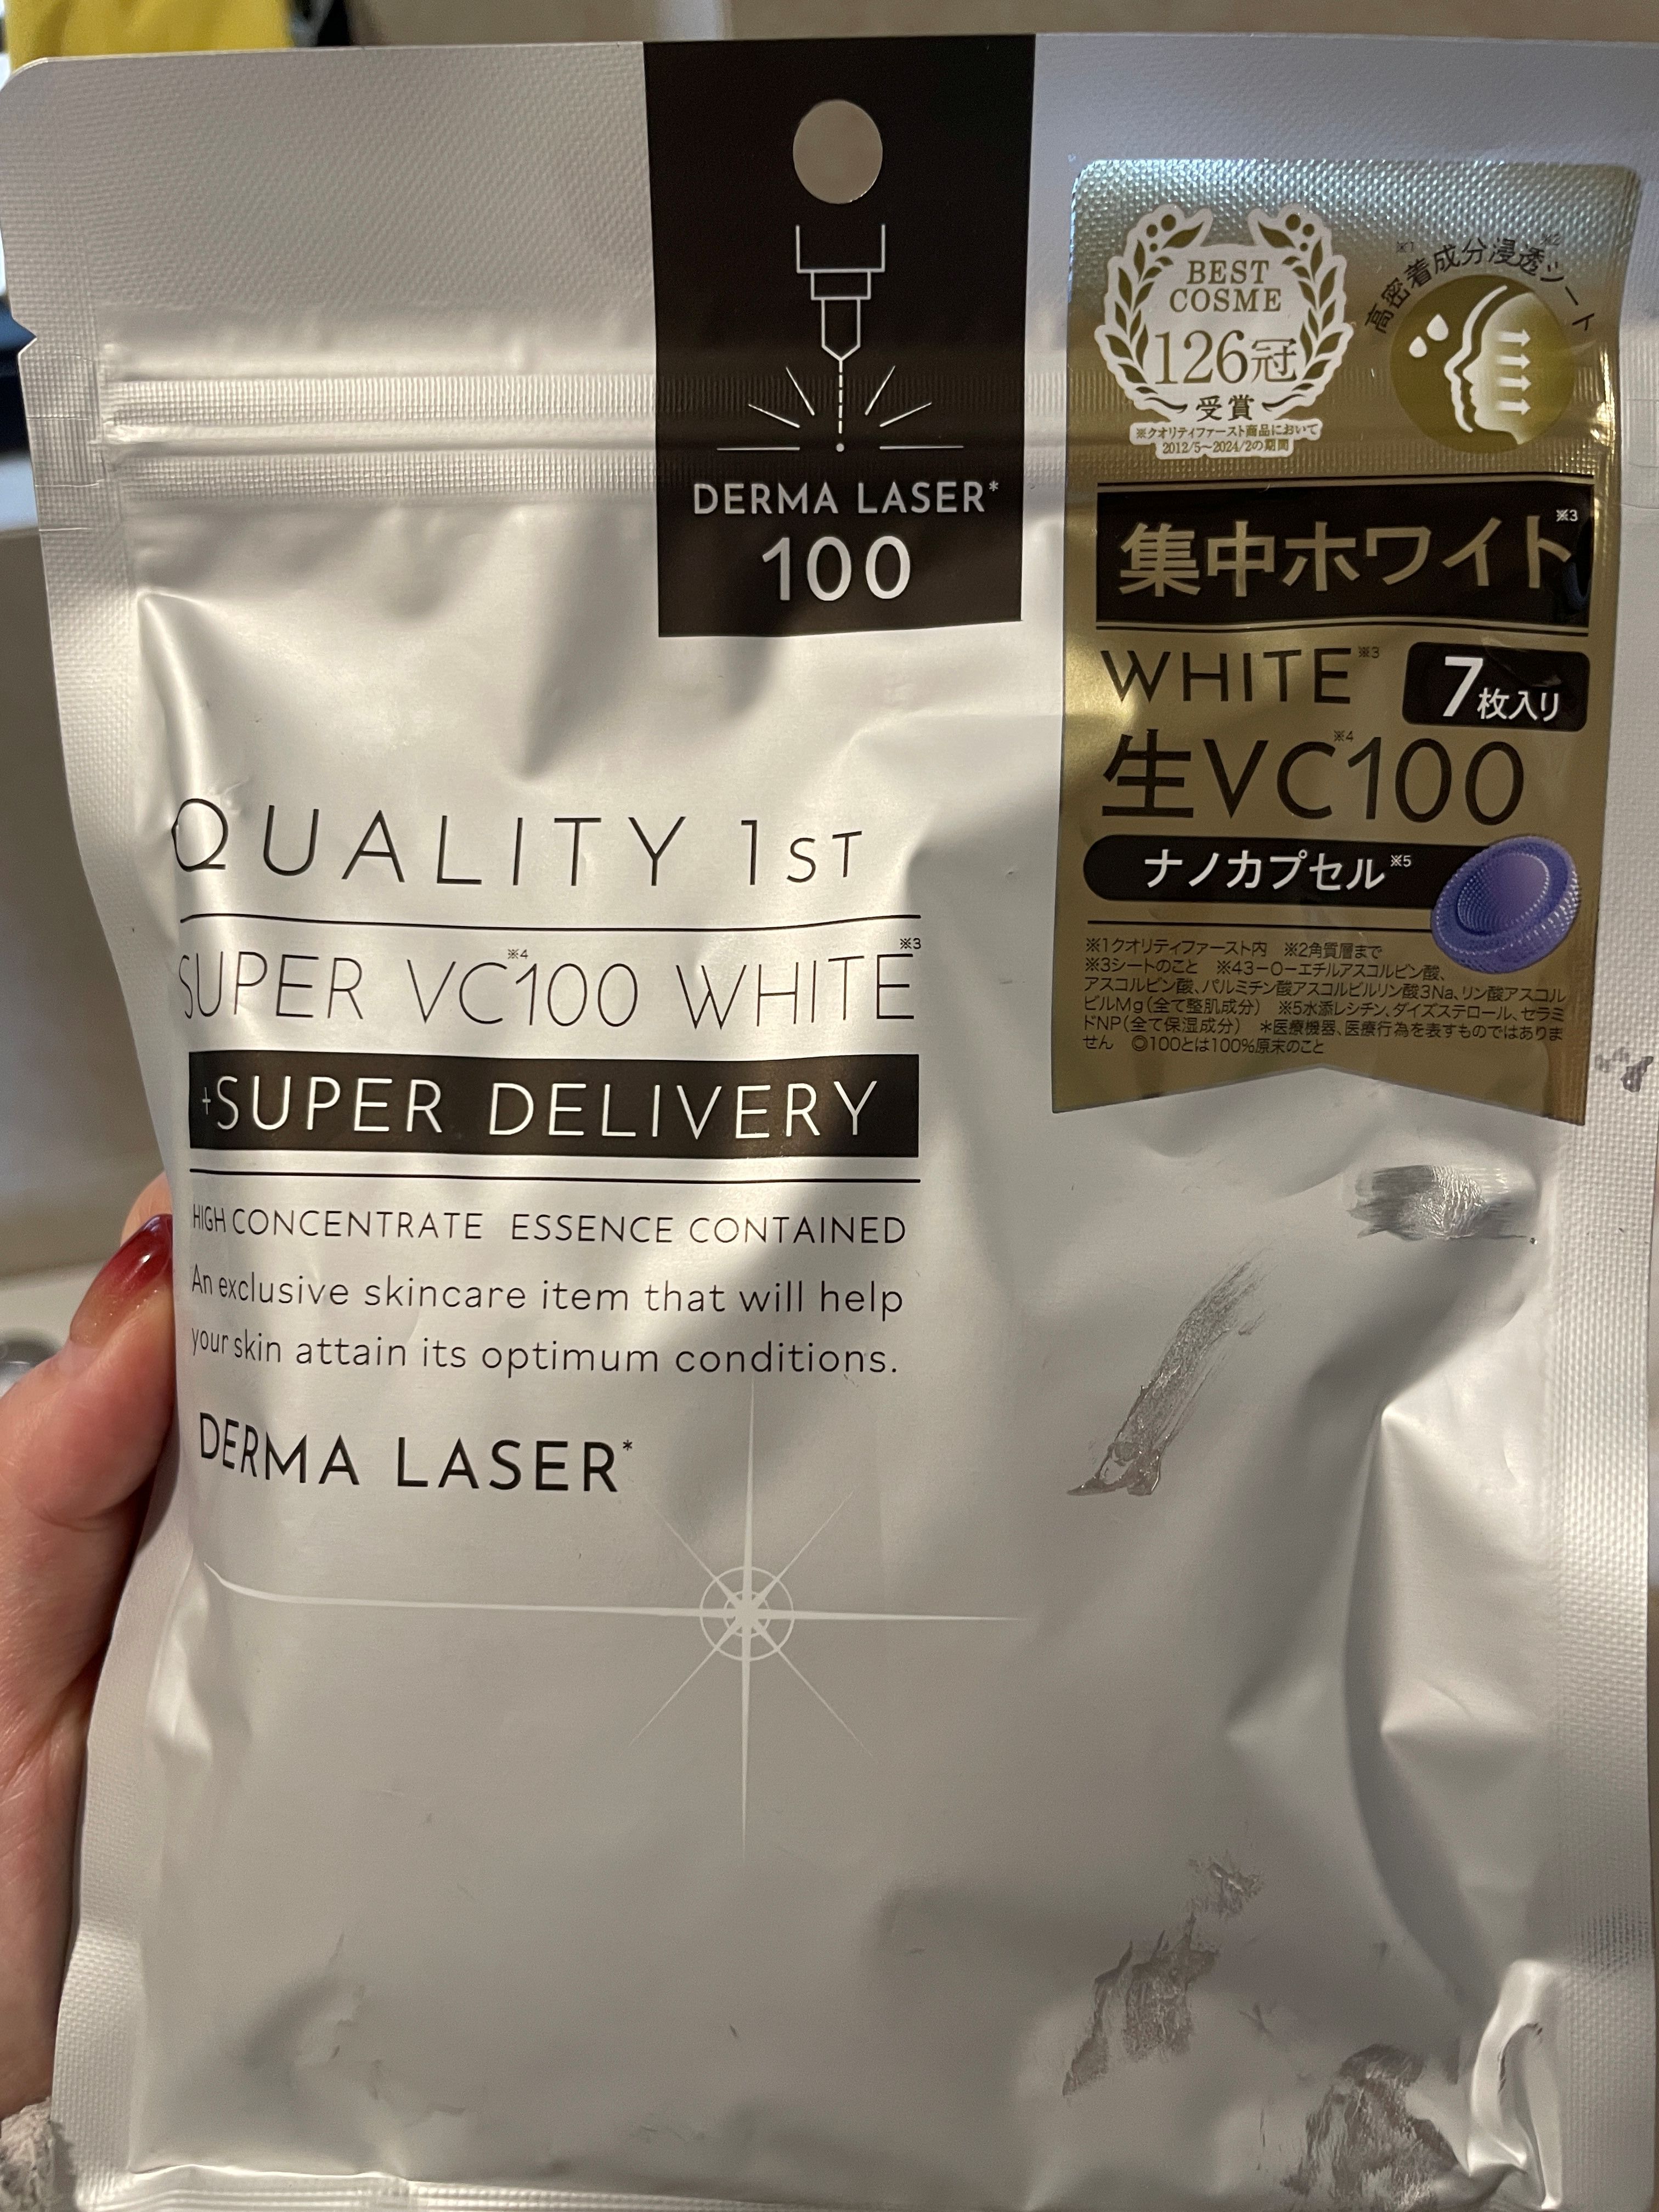 DERMA LASER*
100
BEST
COSME
126冠
受賞
※クオリティファースト商品において
2012/5～2024/2の期間
高密着※1成分浸透※2シート
集中ホワイト※3
WHITE※3
7枚入り
生VC※4100
ナノカプセル※5
※1クオリティファースト内 ※2角質層まで
※3シートのこと ※43-O-エチルアスコルビン酸、
アスコルビン酸、パルミチン酸アスコルビルリン酸3Na、リン酸アスコル
ビルMg(全て整肌成分) ※5水添レシチン、ダイズステロール、セラミ
ドNP(全て保湿成分) *医療機器、医療行為を表すものではありま
せん ◎100とは100%原末のこと
QUALITY 1ST
SUPER VC※4100 WHITE※3
+SUPER DELIVERY
HIGH CONCENTRATE ESSENCE CONTAINED
An exclusive skincare item that will help
your skin attain its optimum conditions.
DERMA LASER*